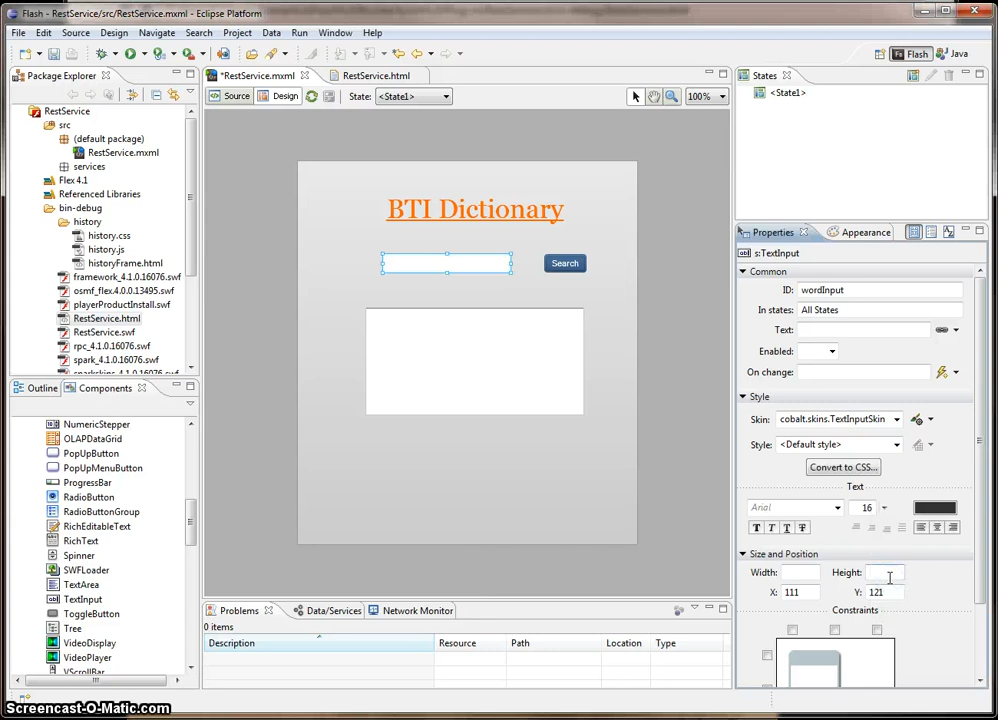 Flash - RestService/src/RestService.mxml - Eclipse Platform
File Edit Source Design Navigate Search Project Data Run Window Help
Flash Java
Package Explorer
RestService
src
(default package)
RestService.mxml
services
Flex 4.1
Referenced Libraries
bin-debug
history
history.css
history.js
historyFrame.html
framework_4.1.0.16076.swf
osmf_flex.4.0.0.13495.swf
playerProductInstall.swf
RestService.html
RestService.swf
rpc_4.1.0.16076.swf
spark_4.1.0.16076.swf
sparkskins_4.1.0.16076.swf
Outline Components
NumericStepper
OLAPDataGrid
PopUpButton
PopUpMenuButton
ProgressBar
RadioButton
RadioButtonGroup
RichEditableText
RichText
Spinner
SWFLoader
TextArea
TextInput
ToggleButton
Tree
VideoDisplay
VideoPlayer
VScrollBar
*RestService.mxml RestService.html
Source Design State: <State1> 100%
BTI Dictionary
Search
Problems Data/Services Network Monitor
0 items
Description Resource Path Location Type
States
<State1>
Properties Appearance
s:TextInput
Common
ID: wordInput
In states: All States
Text:
Enabled:
On change:
Style
Skin: cobalt.skins.TextInputSkin
Style: <Default style>
Convert to CSS...
Text
Arial 16
T T T T
Size and Position
Width: Height:
X: 111 Y: 121
Constraints
Screencast-O-Matic.com